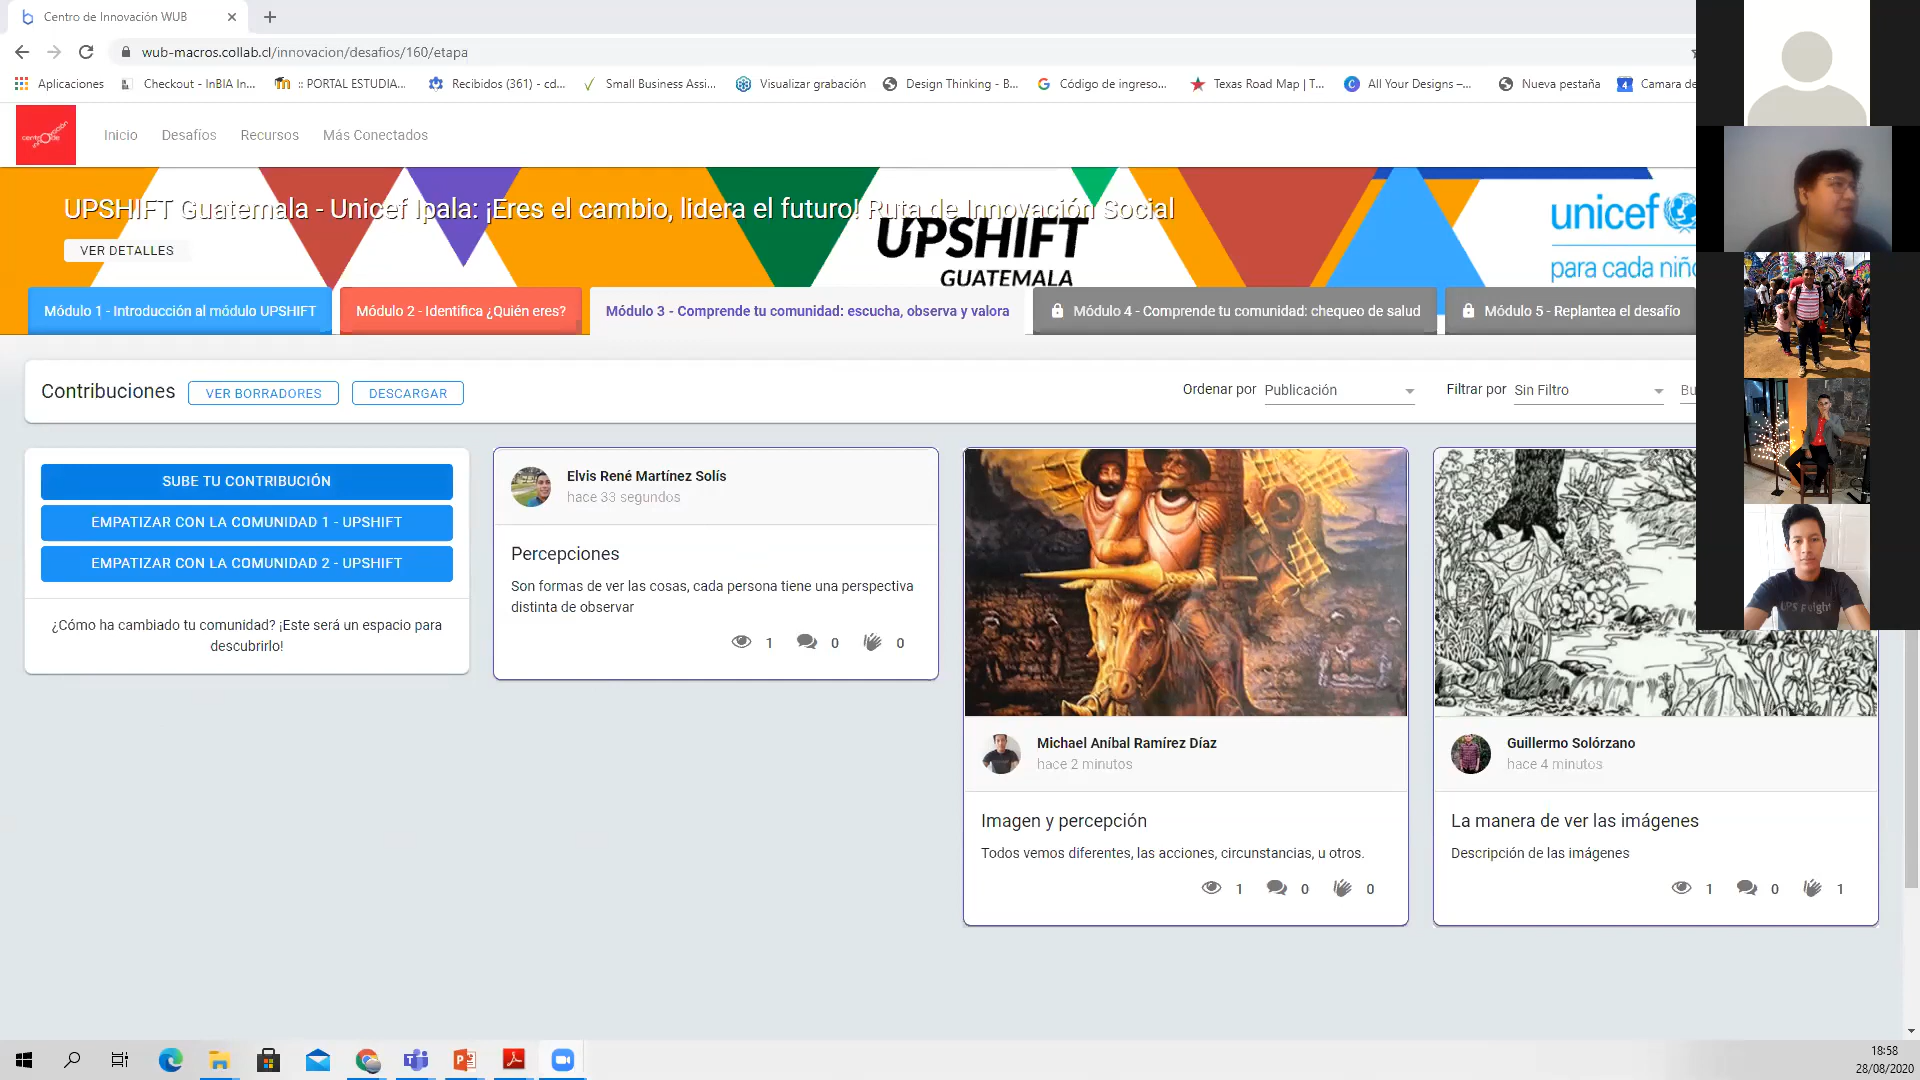 Centro de Innovación WUB
wub-macros.collab.cl/innovacion/desafios/160/etapa
Aplicaciones
Checkout - InBIA In...
:: PORTAL ESTUDIA...
Recibidos (361) - cd...
Small Business Assi...
Visualizar grabación
Design Thinking - B...
Código de ingreso...
Texas Road Map | T...
All Your Designs –...
Nueva pestaña
Camara de
Inicio
Desafíos
Recursos
Más Conectados
UPSHIFT Guatemala - Unicef Ipala: ¡Eres el cambio, lidera el futuro! Ruta de Innovación Social
VER DETALLES
UPSHIFT
GUATEMALA
unicef
para cada niño
Módulo 1 - Introducción al módulo UPSHIFT
Módulo 2 - Identifica ¿Quién eres?
Módulo 3 - Comprende tu comunidad: escucha, observa y valora
Módulo 4 - Comprende tu comunidad: chequeo de salud
Módulo 5 - Replantea el desafío
Contribuciones
VER BORRADORES
DESCARGAR
Ordenar por
Publicación
Filtrar por
Sin Filtro
Bu
SUBE TU CONTRIBUCIÓN
EMPATIZAR CON LA COMUNIDAD 1 - UPSHIFT
EMPATIZAR CON LA COMUNIDAD 2 - UPSHIFT
¿Cómo ha cambiado tu comunidad? ¡Este será un espacio para
descubrirlo!
Elvis René Martínez Solís
hace 33 segundos
Percepciones
Son formas de ver las cosas, cada persona tiene una perspectiva
distinta de observar
1 0 0
Michael Aníbal Ramírez Díaz
hace 2 minutos
Imagen y percepción
Todos vemos diferentes, las acciones, circunstancias, u otros.
1 0 0
Guillermo Solórzano
hace 4 minutos
La manera de ver las imágenes
Descripción de las imágenes
1 0 1
18:58
28/08/2020